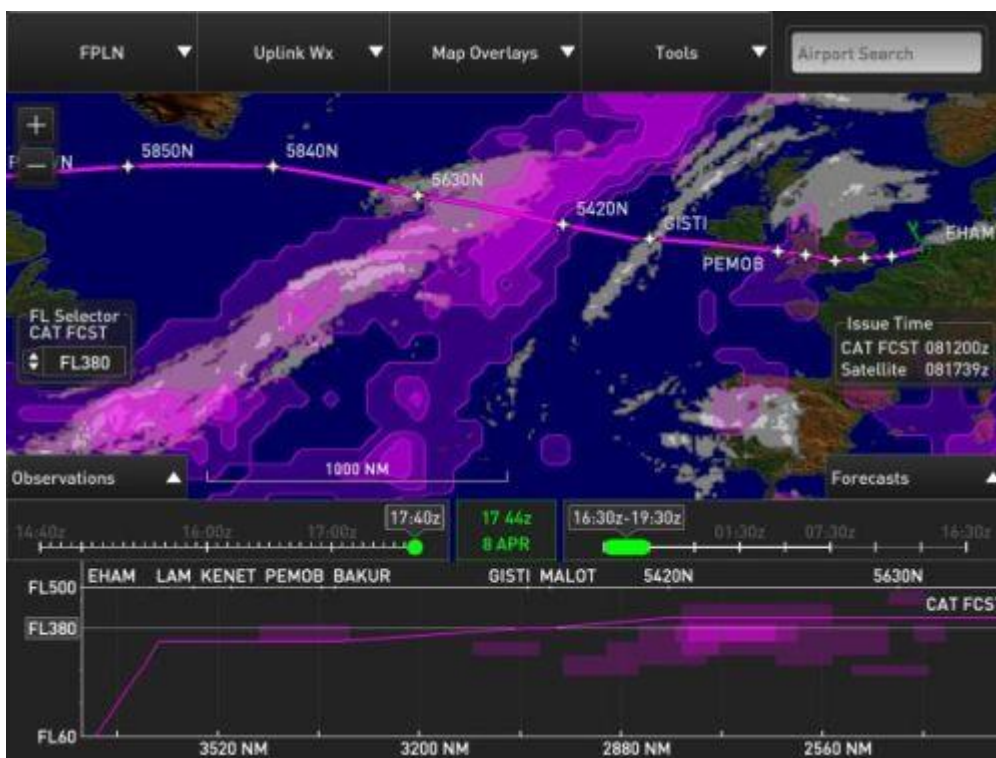 FPLN
Uplink Wx
Map Overlays
Tools
Airport Search
+
5850N
5840N
5630N
5420N
GISTI
PEMOB
EHAM
FL Selector
CAT FCST
FL380
Issue Time
CAT FCST 081200z
Satellite 081739z
1000 NM
Observations
Forecasts
14:40z
16:00z
17:00z
17:40z
17 44z
8 APR
16:30z-19:30z
01:30z
07:30z
16:30z
EHAM LAM KENET PEMOB BAKUR GISTI MALOT 5420N 5630N
FL500
CAT FCS
FL380
FL60
3520 NM 3200 NM 2880 NM 2560 NM